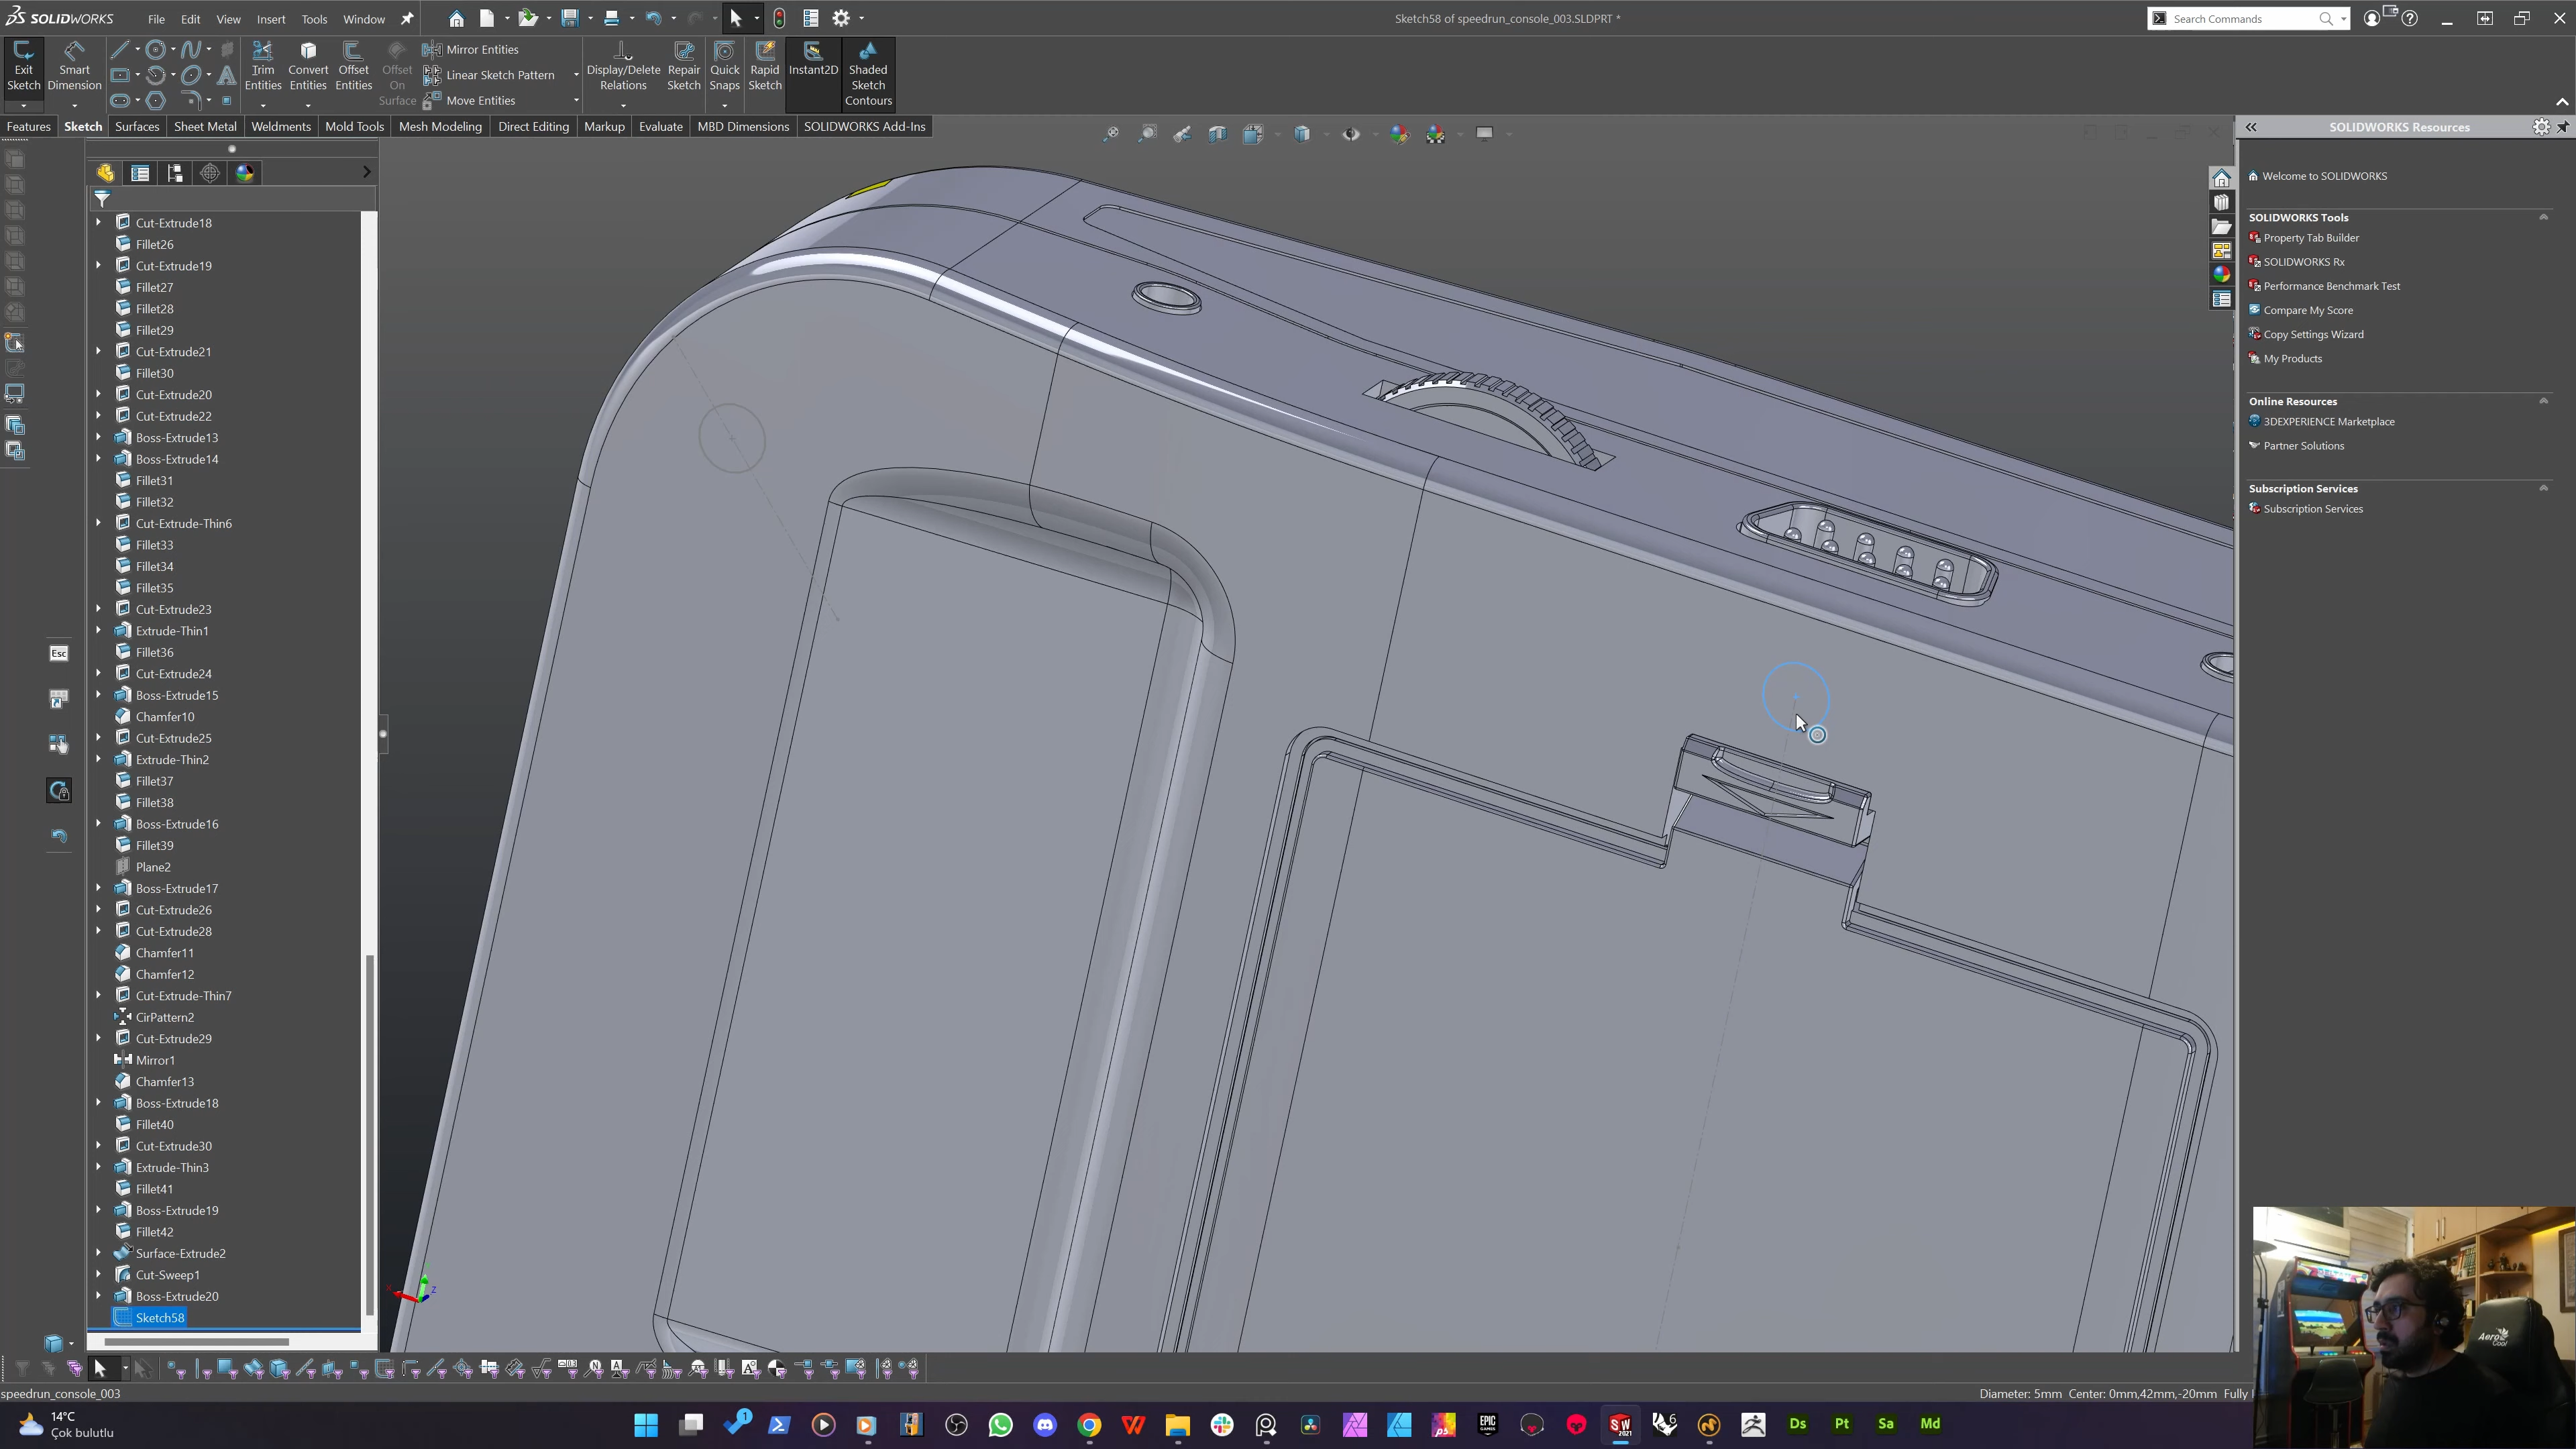 SOLIDWORKS File Edit View Insert Tools Window
Sketch58 of speedrun_console_003.SLDPRT *
Search Commands
Exit Sketch
Smart Dimension
Trim Entities
Convert Entities
Offset Entities
Offset On Surface
Mirror Entities
Linear Sketch Pattern
Move Entities
Display/Delete Relations
Repair Sketch
Quick Snaps
Rapid Sketch
Instant2D
Shaded Sketch Contours
Features Sketch Surfaces Sheet Metal Weldments Mold Tools Mesh Modeling Direct Editing Markup Evaluate MBD Dimensions SOLIDWORKS Add-Ins
Cut-Extrude18
Fillet26
Cut-Extrude19
Fillet27
Fillet28
Fillet29
Cut-Extrude21
Fillet30
Cut-Extrude20
Cut-Extrude22
Boss-Extrude13
Boss-Extrude14
Fillet31
Fillet32
Cut-Extrude-Thin6
Fillet33
Fillet34
Fillet35
Cut-Extrude23
Extrude-Thin1
Fillet36
Cut-Extrude24
Boss-Extrude15
Chamfer10
Cut-Extrude25
Extrude-Thin2
Fillet37
Fillet38
Boss-Extrude16
Fillet39
Plane2
Boss-Extrude17
Cut-Extrude26
Cut-Extrude28
Chamfer11
Chamfer12
Cut-Extrude-Thin7
CirPattern2
Cut-Extrude29
Mirror1
Chamfer13
Boss-Extrude18
Fillet40
Cut-Extrude30
Extrude-Thin3
Fillet41
Boss-Extrude19
Fillet42
Surface-Extrude2
Cut-Sweep1
Boss-Extrude20
Sketch58
Esc
SOLIDWORKS Resources
Welcome to SOLIDWORKS
SOLIDWORKS Tools
Property Tab Builder
SOLIDWORKS Rx
Performance Benchmark Test
Compare My Score
Copy Settings Wizard
My Products
Online Resources
3DEXPERIENCE Marketplace
Partner Solutions
Subscription Services
Subscription Services
speedrun_console_003
Diameter: 5mm Center: 0mm,42mm,-20mm Fully
14°C
Çok bulutlu
1
EPIC GAMES
SW 2021
6
Ds Pt Sa Md